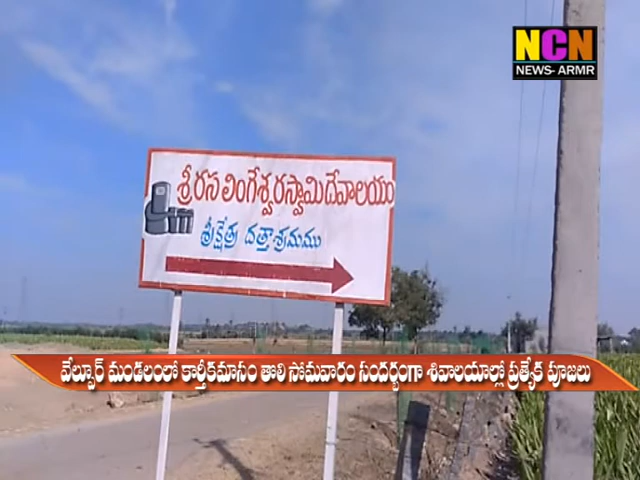 NCN
NEWS- ARMR
శ్రీ రస లింగేశ్వరస్వామి దేవాలయం
శ్రీ క్షేత్ర దత్తాశ్రమము
వేల్పూర్ మండలంలో కార్తీకమాసం తొలి సోమవారం సందర్బంగా శివాలయాల్లో ప్రత్యేక పూజలు